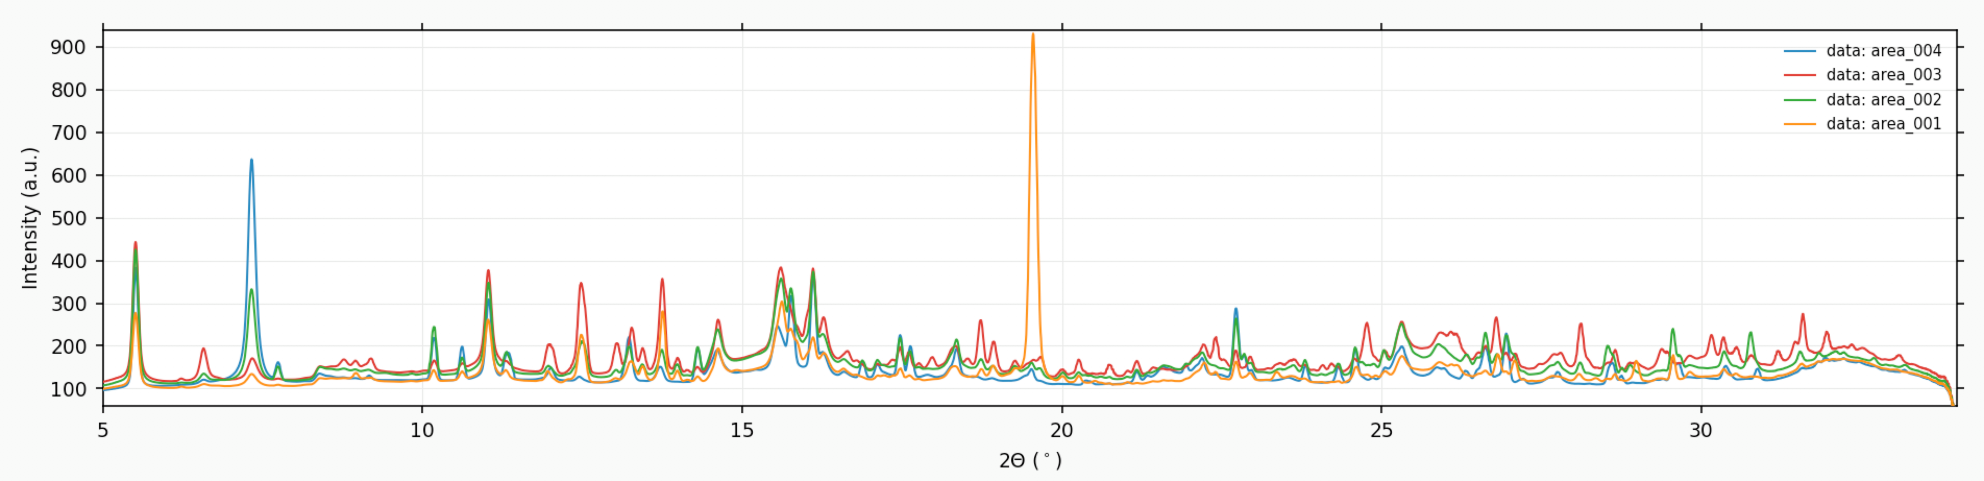 900
800
700
600
500
400
300
200
100
Intensity (a.u.)
data: area_004
data: area_003
data: area_002
data: area_001
5 10 15 20 25 30
2Θ (°)